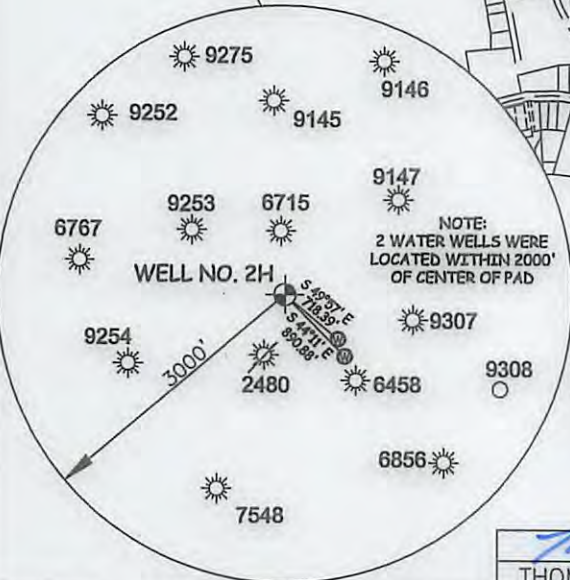 9275
9146
9252
9145
9147
9253
6715
6767
NOTE:
2 WATER WELLS WERE
LOCATED WITHIN 2000'
OF CENTER OF PAD
WELL NO. 2H
S 49°57' E
718.39'
S 44°11' E
890.88'
W
W
9307
9254
3000'
2480
6458
9308
6856
7548
THOM